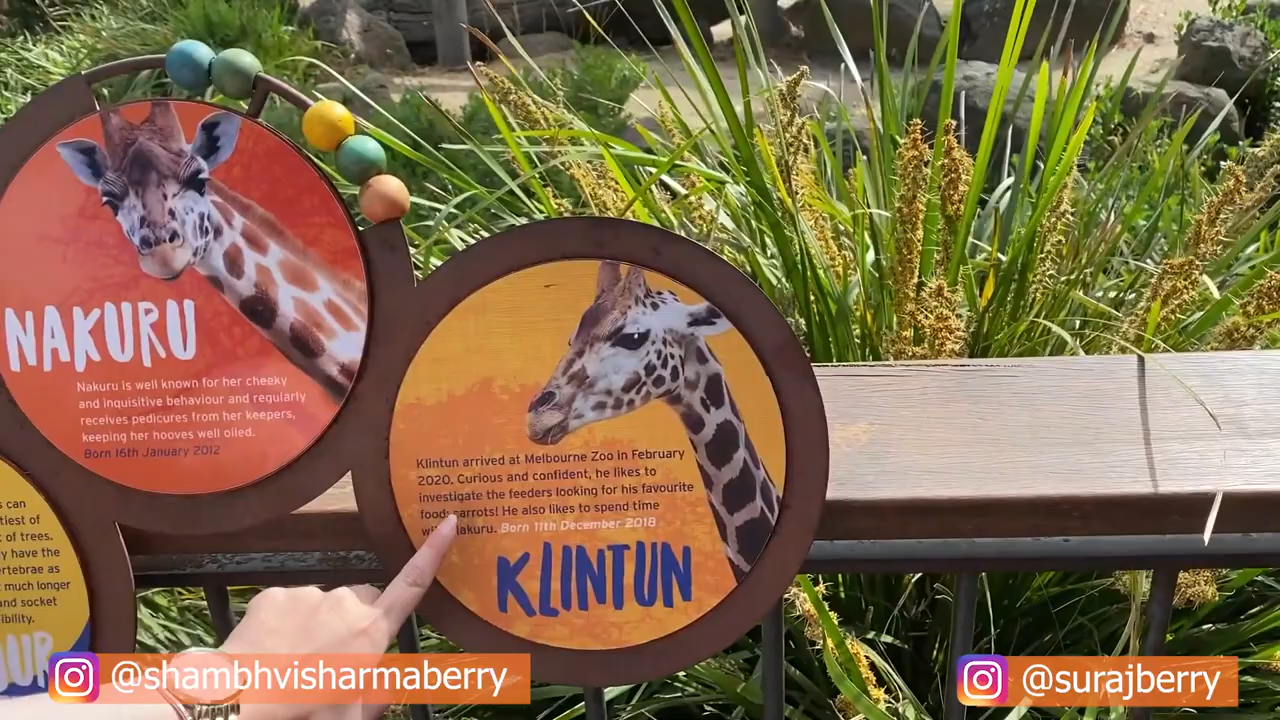 NAKURU
Nakuru is well known for her cheeky
and inquisitive behaviour and regularly
receives pedicures from her keepers,
keeping her hooves well oiled.
Born 16th January 2012
Klintun arrived at Melbourne Zoo in February
2020. Curious and confident, he likes to
investigate the feeders looking for his favourite
food: carrots! He also likes to spend time
Nakuru. Born 11th December 2018
KLINTUN
s can
tiest of
t of trees.
y have the
ertebrae as
t much longer
and socket
ibility.
OUR
@shambhvisharmaberry
@surajberry